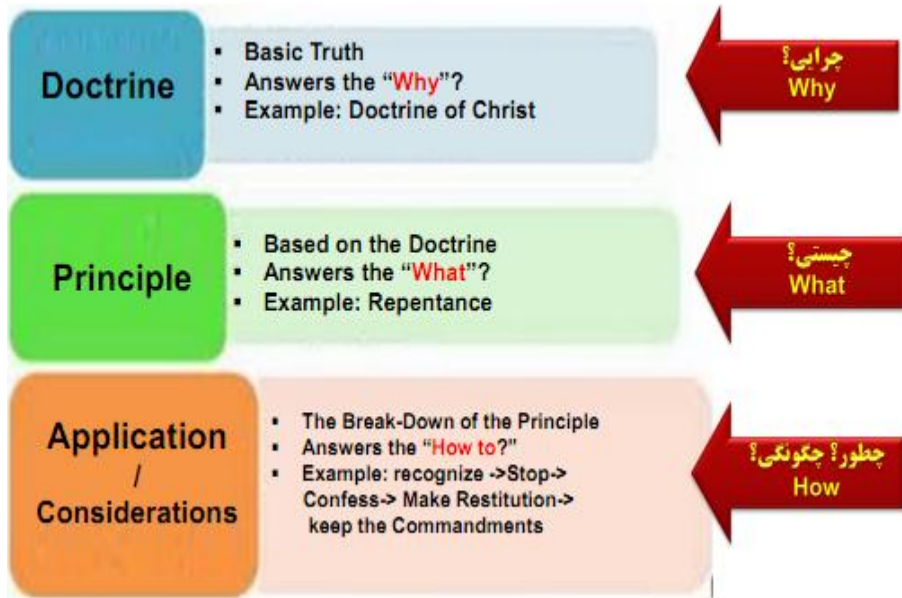 Doctrine
▪ Basic Truth
▪ Answers the “Why”?
▪ Example: Doctrine of Christ
چرایی؟
Why
Principle
▪ Based on the Doctrine
▪ Answers the “What”?
▪ Example: Repentance
چیستی؟
What
Application
/
Considerations
▪ The Break-Down of the Principle
▪ Answers the “How to?”
▪ Example: recognize ->Stop->
Confess-> Make Restitution->
keep the Commandments
چطور؟ چگونگی؟
How